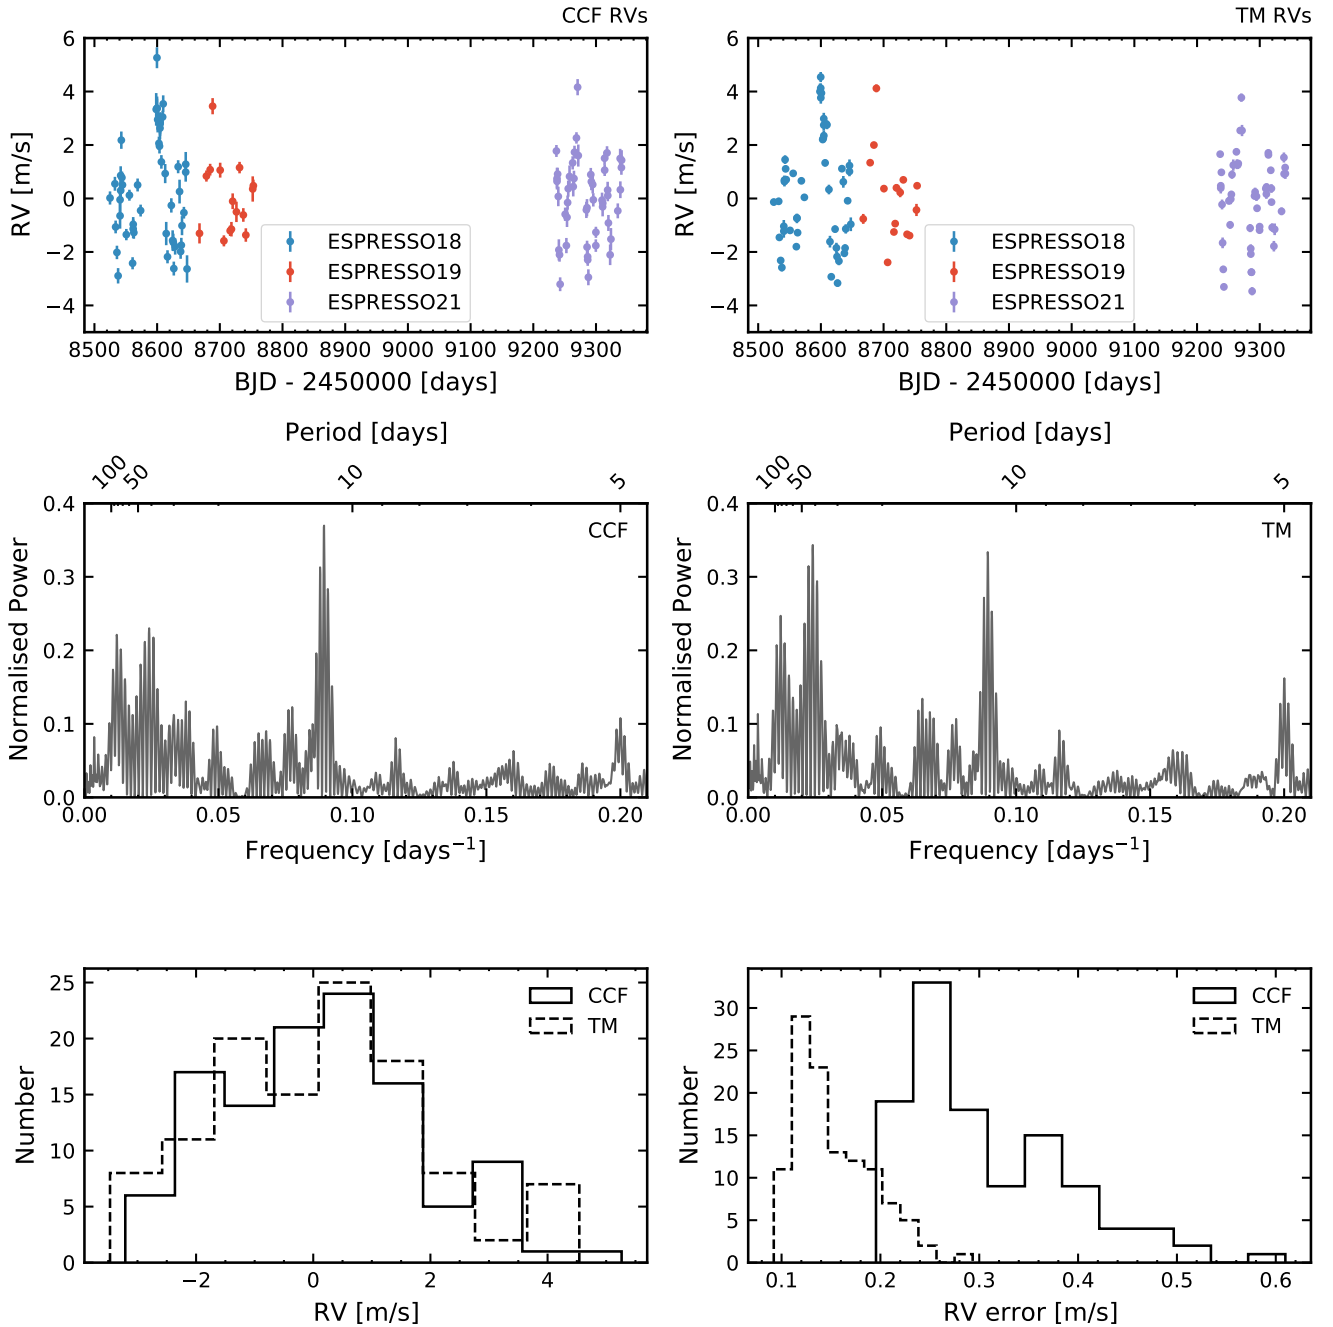 CCF RVs
6
4
2
0
−2
−4
RV [m/s]
ESPRESSO18
ESPRESSO19
ESPRESSO21
8500 8600 8700 8800 8900 9000 9100 9200 9300
BJD - 2450000 [days]
TM RVs
6
4
2
0
−2
−4
RV [m/s]
ESPRESSO18
ESPRESSO19
ESPRESSO21
8500 8600 8700 8800 8900 9000 9100 9200 9300
BJD - 2450000 [days]
Period [days]
100 50 10 5
0.4
0.3
0.2
0.1
0.0
Normalised Power
CCF
0.00 0.05 0.10 0.15 0.20
Frequency [days⁻¹]
Period [days]
100 50 10 5
0.4
0.3
0.2
0.1
0.0
Normalised Power
TM
0.00 0.05 0.10 0.15 0.20
Frequency [days⁻¹]
25
20
15
10
5
0
Number
CCF
TM
−2 0 2 4
RV [m/s]
30
25
20
15
10
5
0
Number
CCF
TM
0.1 0.2 0.3 0.4 0.5 0.6
RV error [m/s]